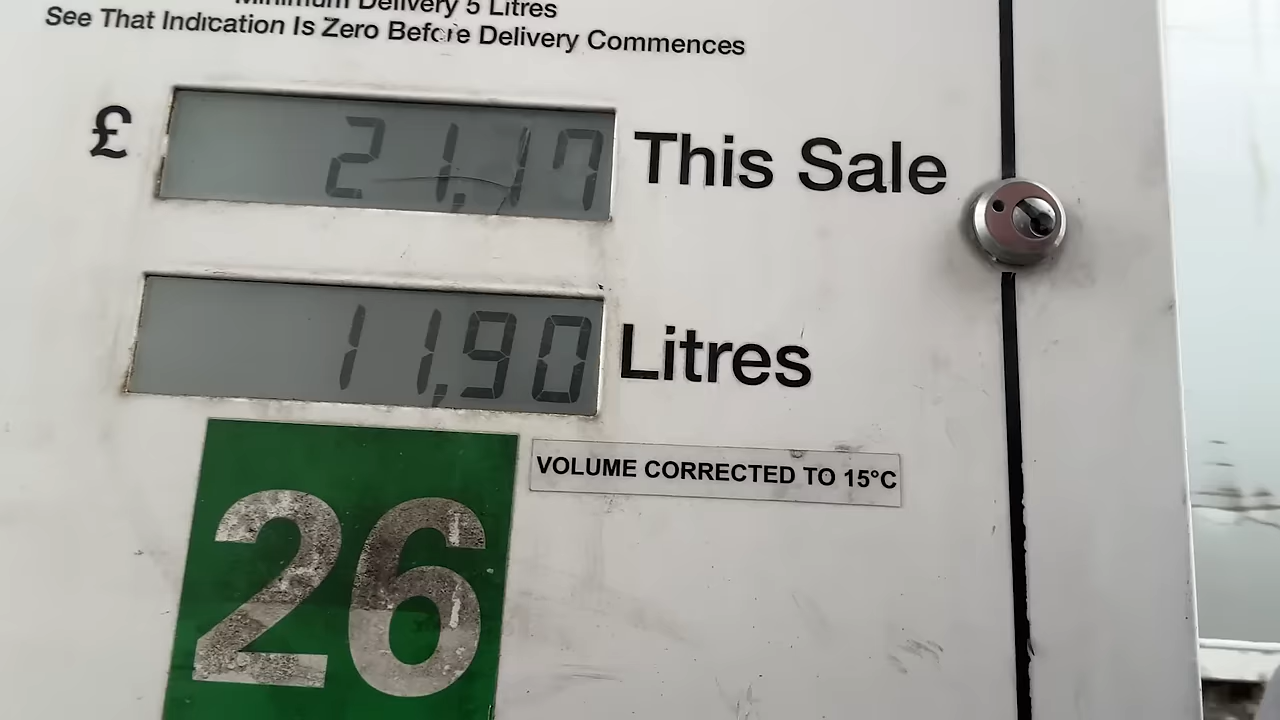 Minimum Delivery 5 Litres
See That Indication Is Zero Before Delivery Commences
£ 21,17 This Sale
11,90 Litres
VOLUME CORRECTED TO 15°C
26